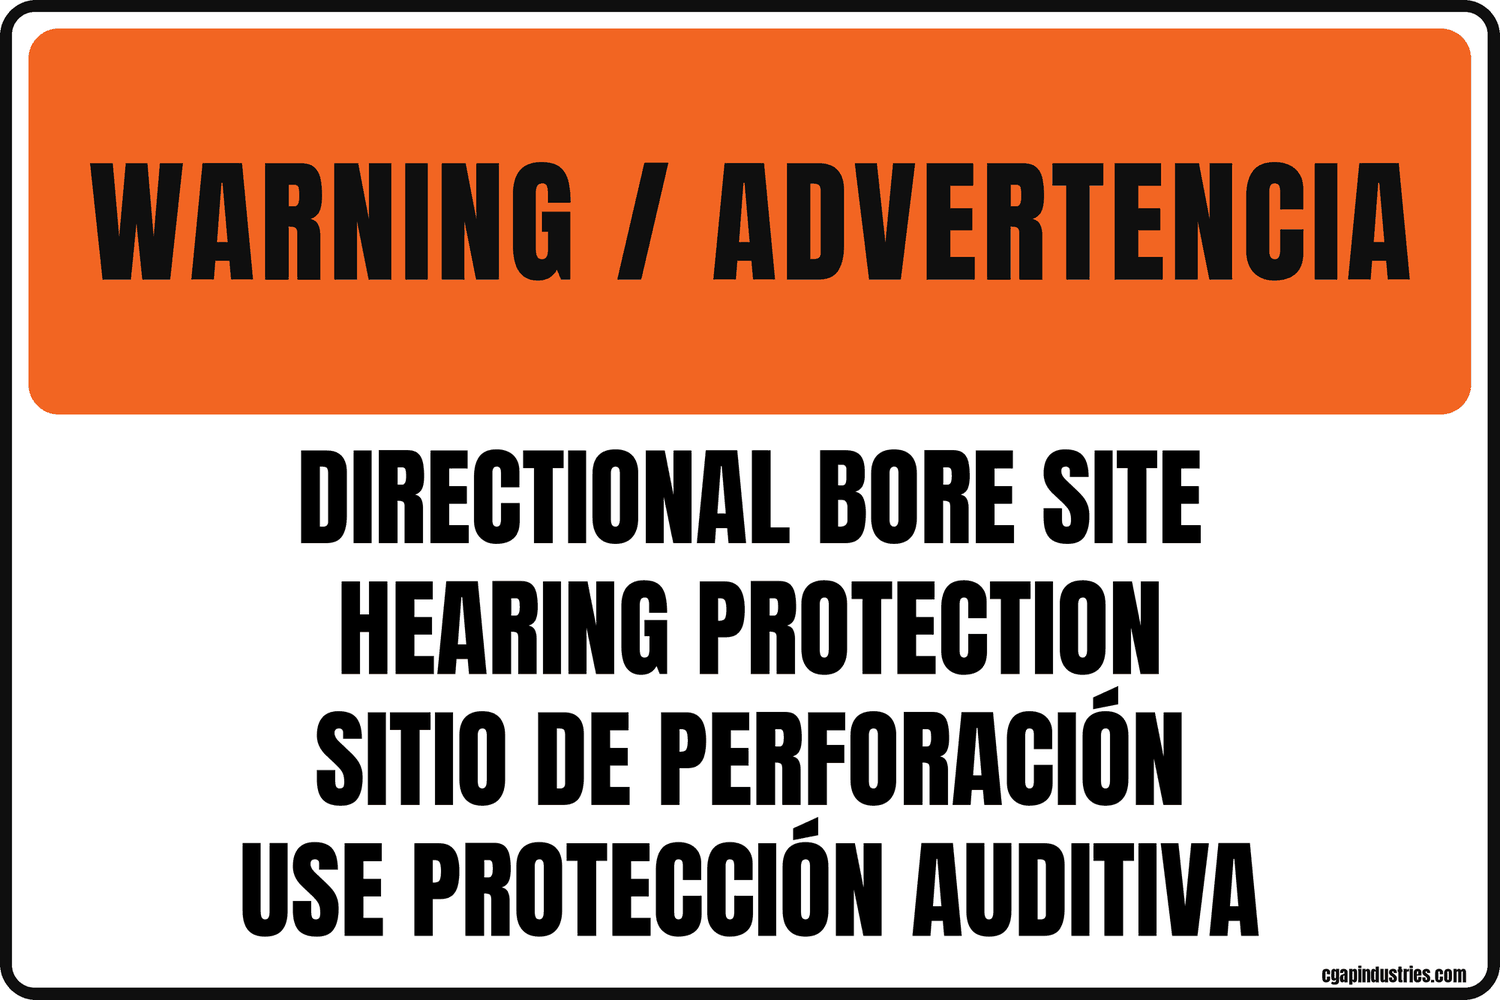 WARNING / ADVERTENCIA
DIRECTIONAL BORE SITE
HEARING PROTECTION
SITIO DE PERFORACIÓN
USE PROTECCIÓN AUDITIVA
cgapindustries.com